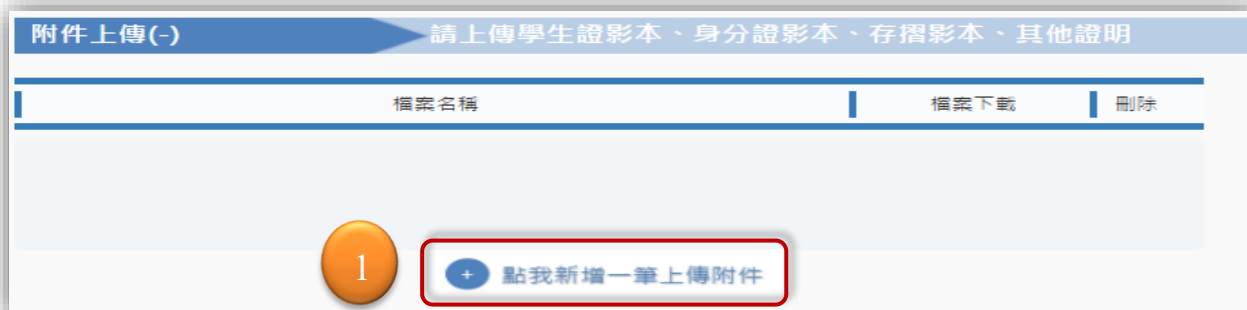 附件上傳(-) 請上傳學生證影本、身分證影本、存摺影本、其他證明
檔案名稱 檔案下載 刪除
1 + 點我新增一筆上傳附件